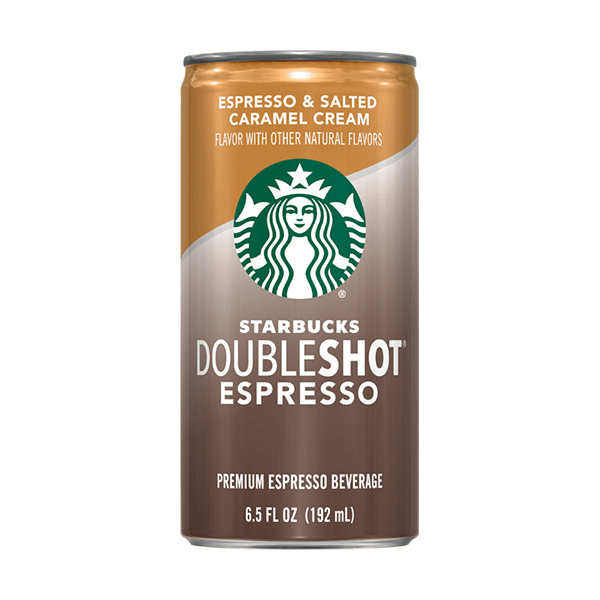 ESPRESSO & SALTED
CARAMEL CREAM
FLAVOR WITH OTHER NATURAL FLAVORS
®
STARBUCKS
DOUBLESHOT®
ESPRESSO
PREMIUM ESPRESSO BEVERAGE
6.5 FL OZ (192 mL)